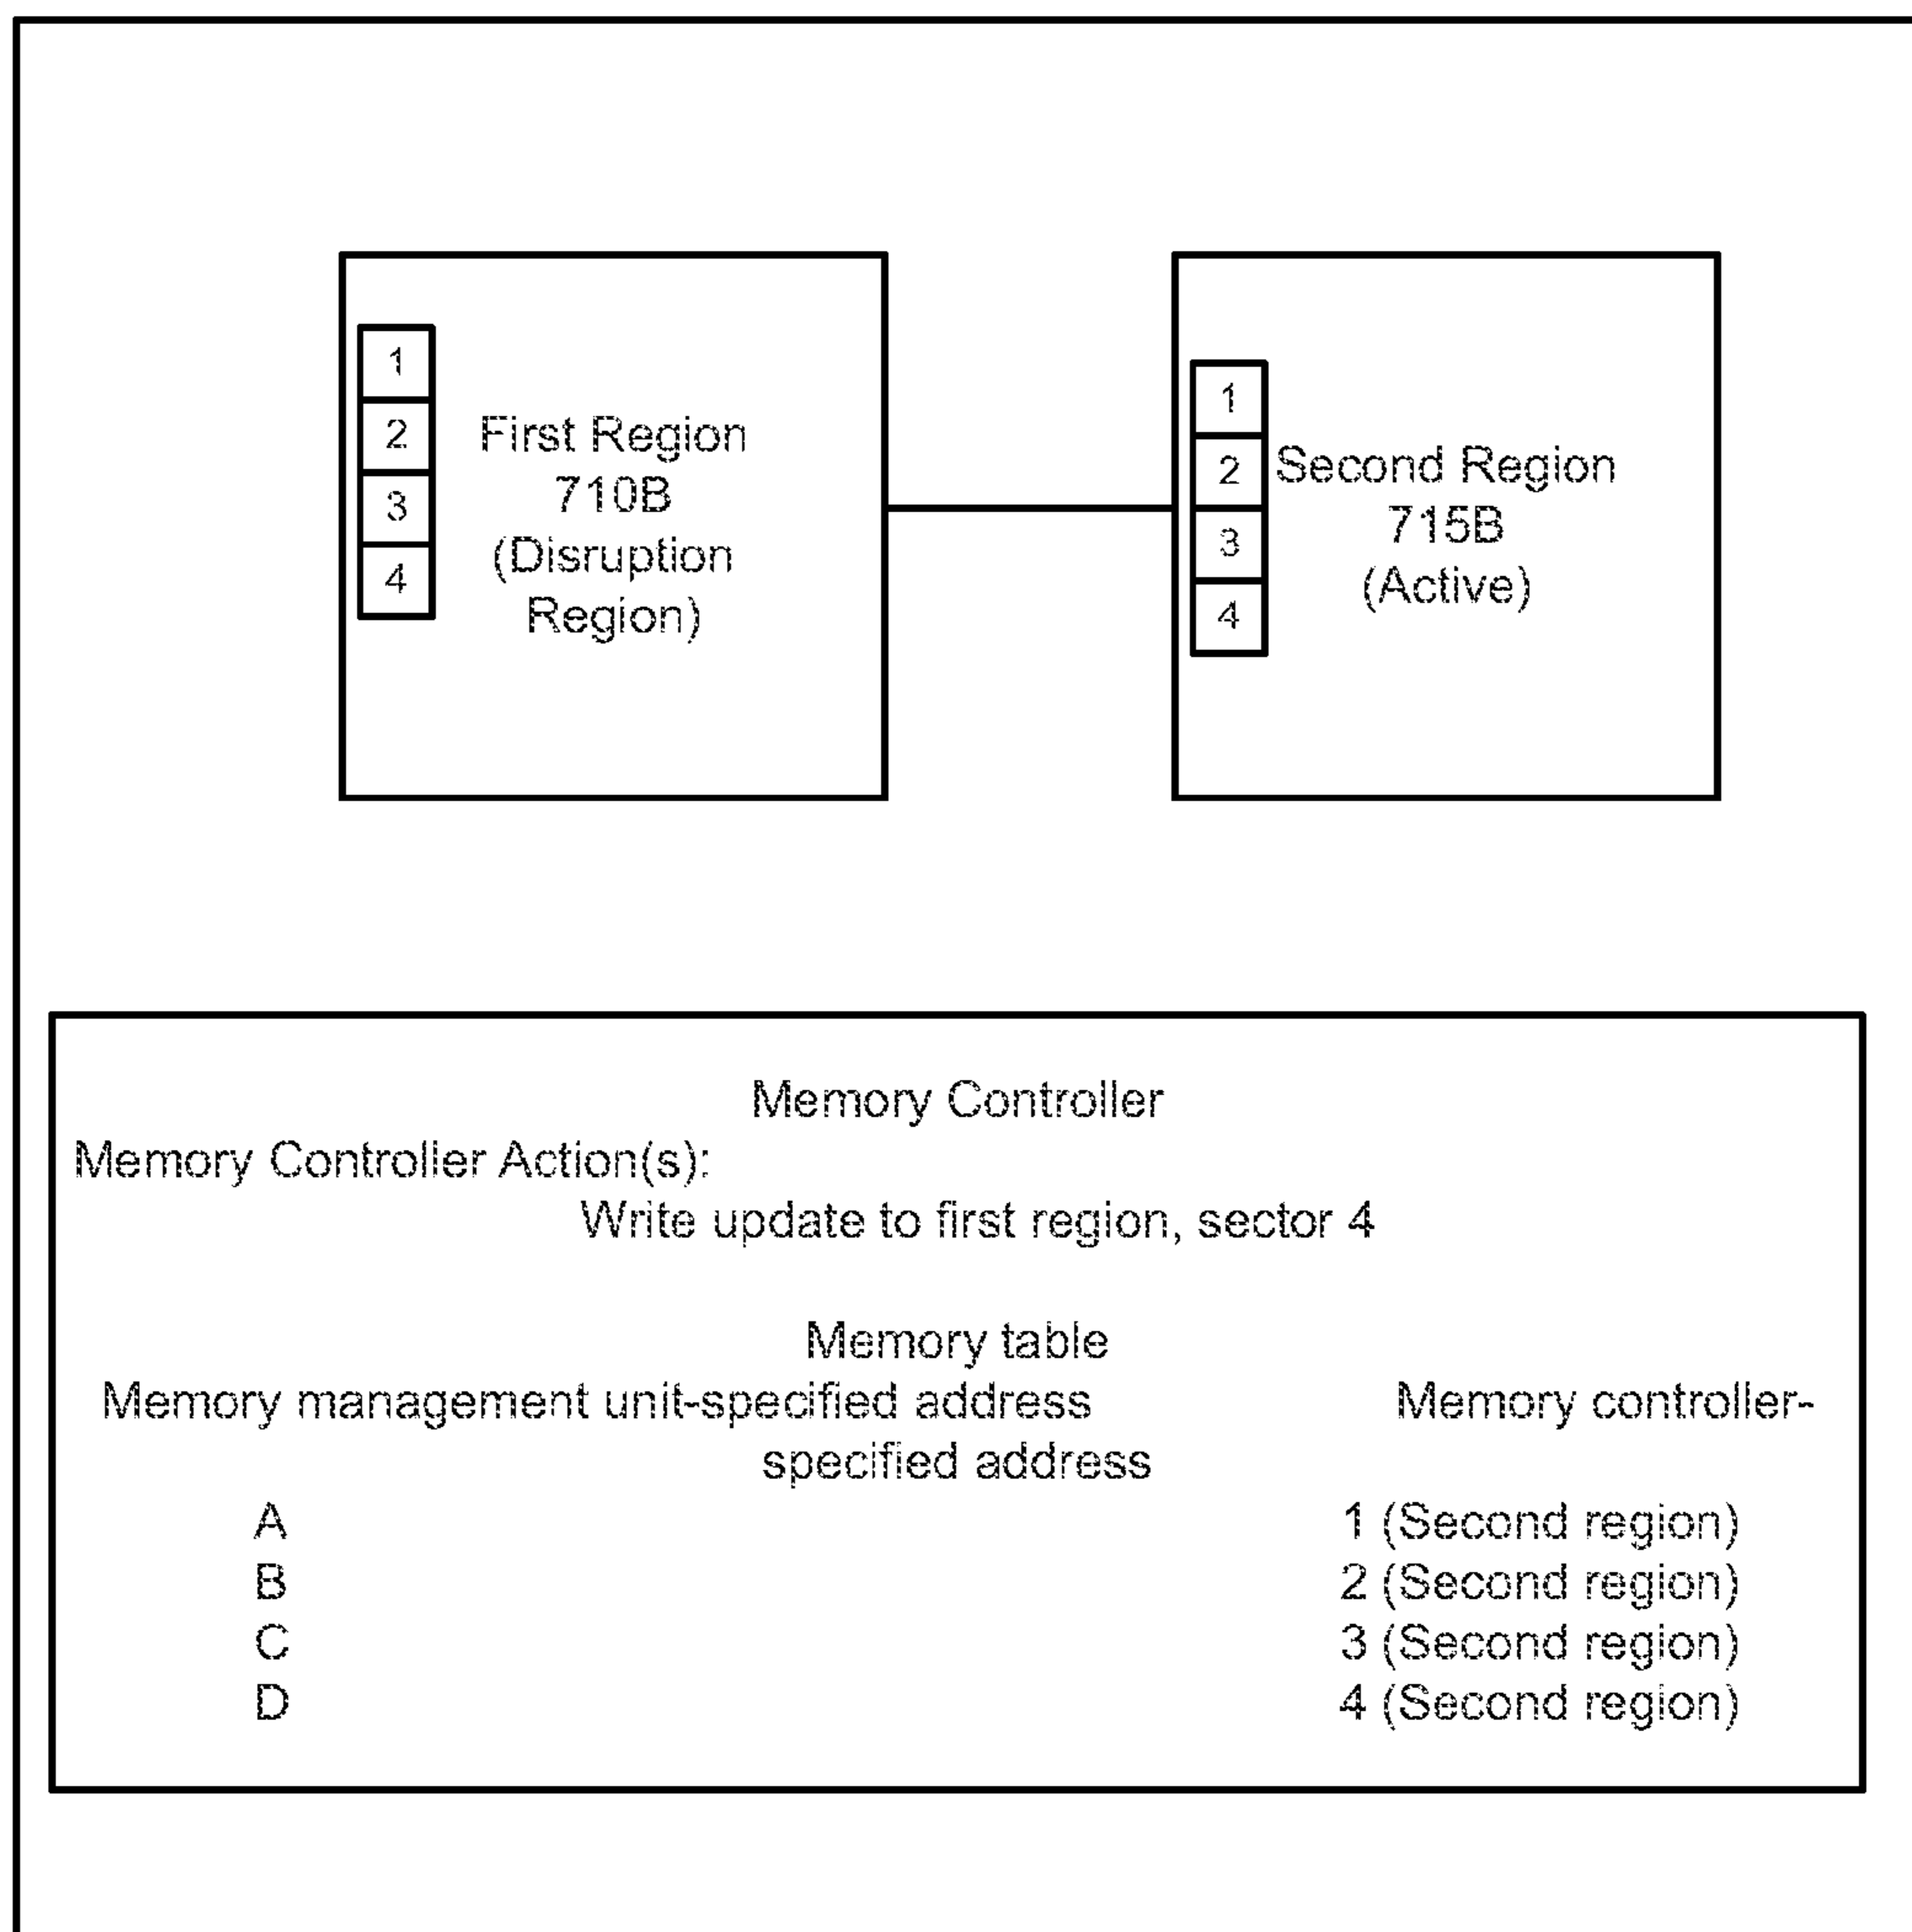 1
2
3
4
First Region
710B
(Disruption
Region)
1
2
3
4
Second Region
715B
(Active)
Memory Controller
Memory Controller Action(s):
Write update to first region, sector 4
Memory table
Memory management unit-specified address Memory controller-
specified address
A 1 (Second region)
B 2 (Second region)
C 3 (Second region)
D 4 (Second region)